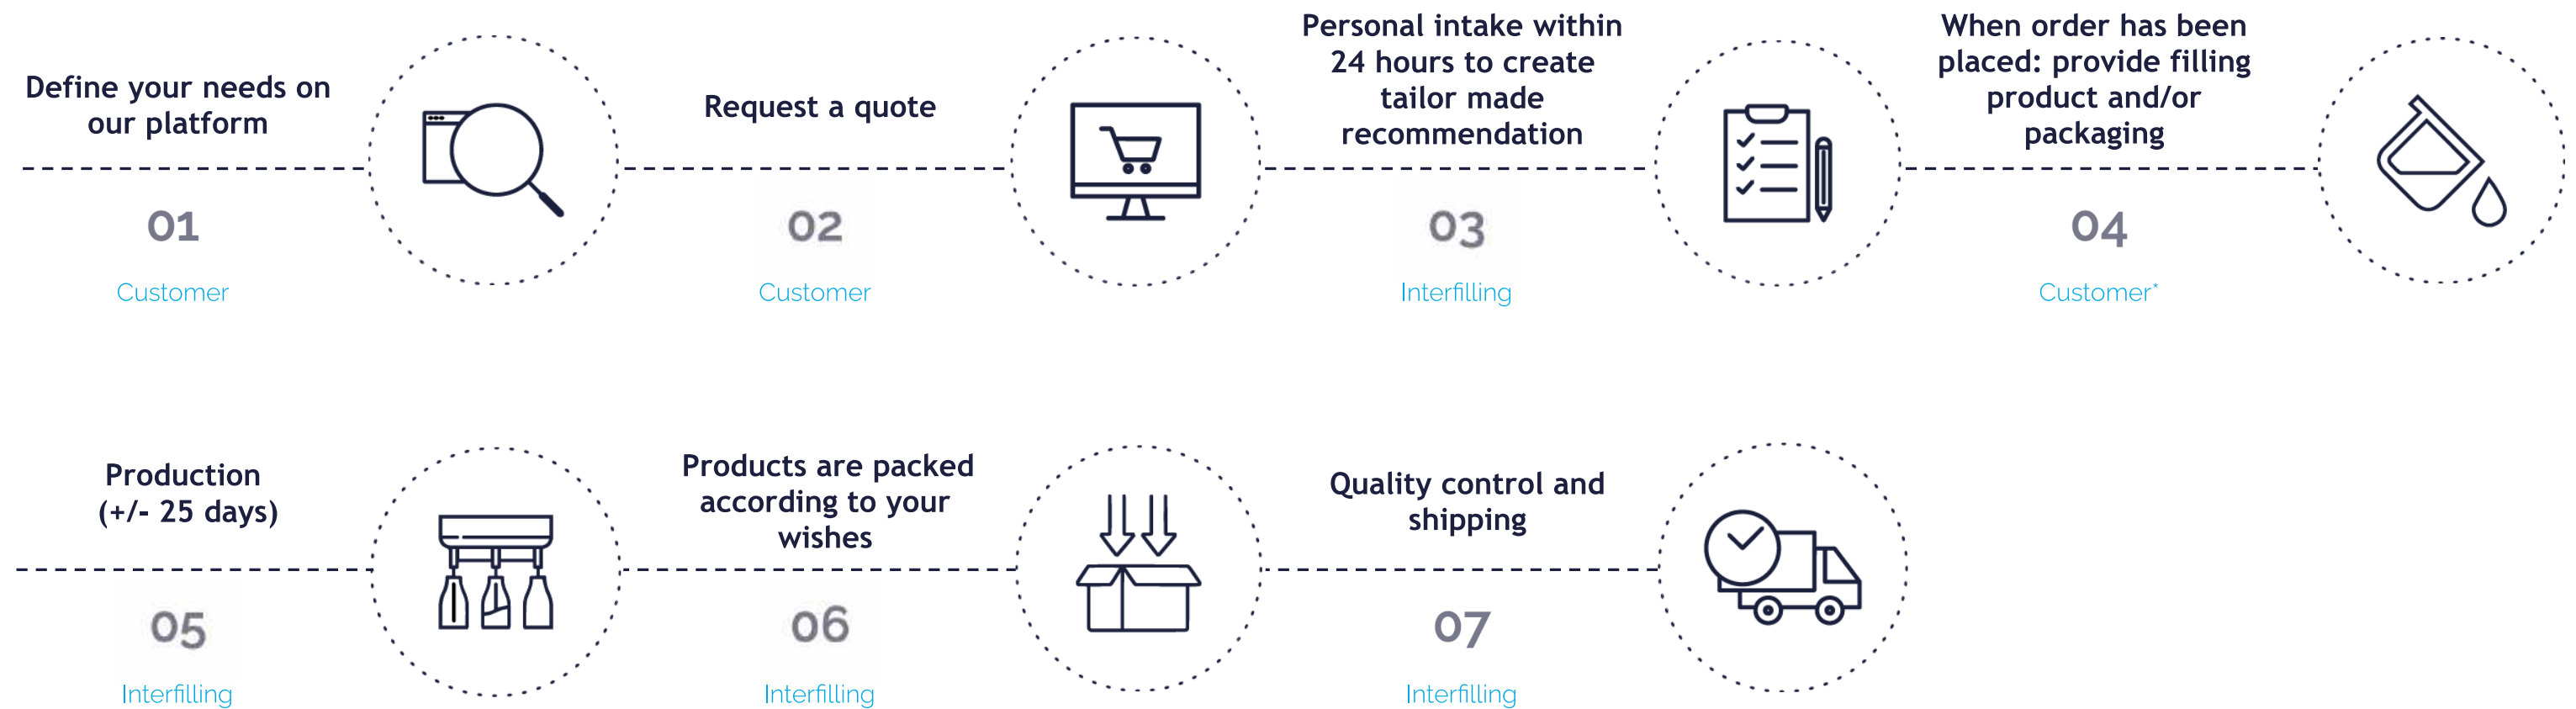 Define your needs on
our platform
01
Customer
Request a quote
02
Customer
Personal intake within
24 hours to create
tailor made
recommendation
03
Interfilling
When order has been
placed: provide filling
product and/or
packaging
04
Customer*
Production
(+/- 25 days)
05
Interfilling
Products are packed
according to your
wishes
06
Interfilling
Quality control and
shipping
07
Interfilling